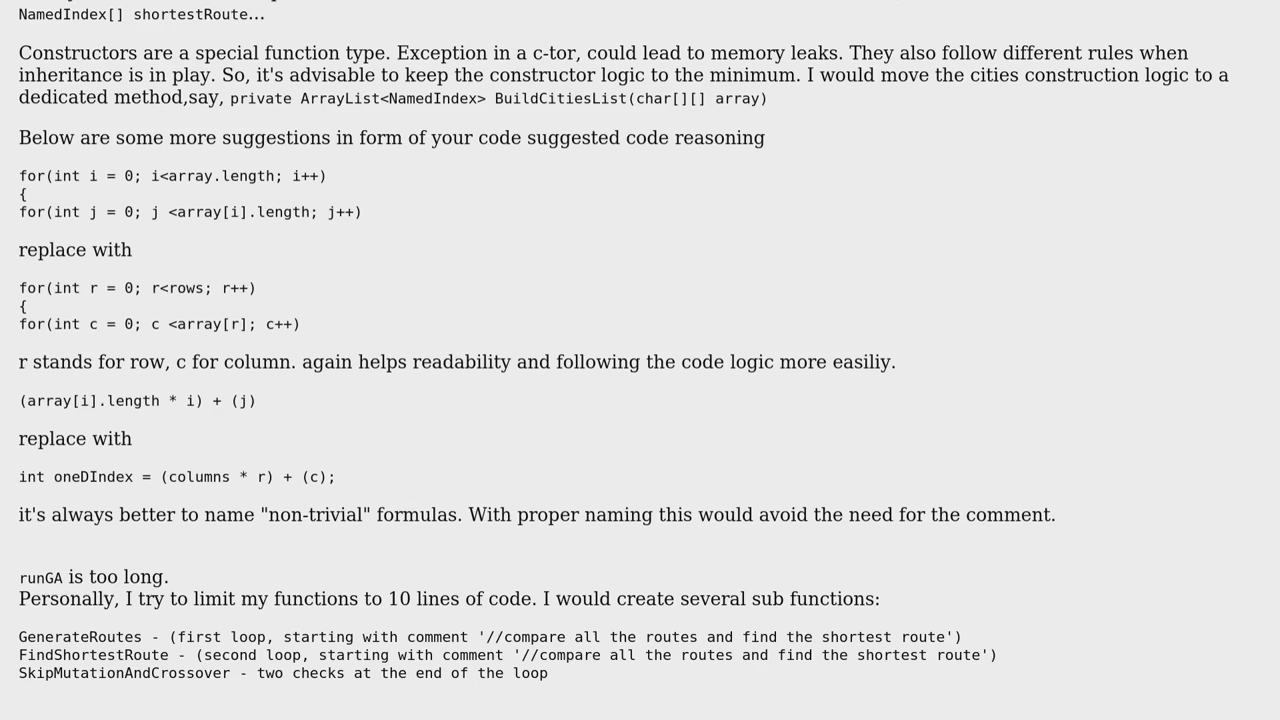 NamedIndex[] shortestRoute...
Constructors are a special function type. Exception in a c-tor, could lead to memory leaks. They also follow different rules when
inheritance is in play. So, it's advisable to keep the constructor logic to the minimum. I would move the cities construction logic to a
dedicated method,say, private ArrayList<NamedIndex> BuildCitiesList(char[][] array)
Below are some more suggestions in form of your code suggested code reasoning
for(int i = 0; i<array.length; i++)
{
for(int j = 0; j <array[i].length; j++)
replace with
for(int r = 0; r<rows; r++)
{
for(int c = 0; c <array[r]; c++)
r stands for row, c for column. again helps readability and following the code logic more easiliy.
(array[i].length * i) + (j)
replace with
int oneDIndex = (columns * r) + (c);
it's always better to name "non-trivial" formulas. With proper naming this would avoid the need for the comment.
runGA is too long.
Personally, I try to limit my functions to 10 lines of code. I would create several sub functions:
GenerateRoutes - (first loop, starting with comment '//compare all the routes and find the shortest route')
FindShortestRoute - (second loop, starting with comment '//compare all the routes and find the shortest route')
SkipMutationAndCrossover - two checks at the end of the loop